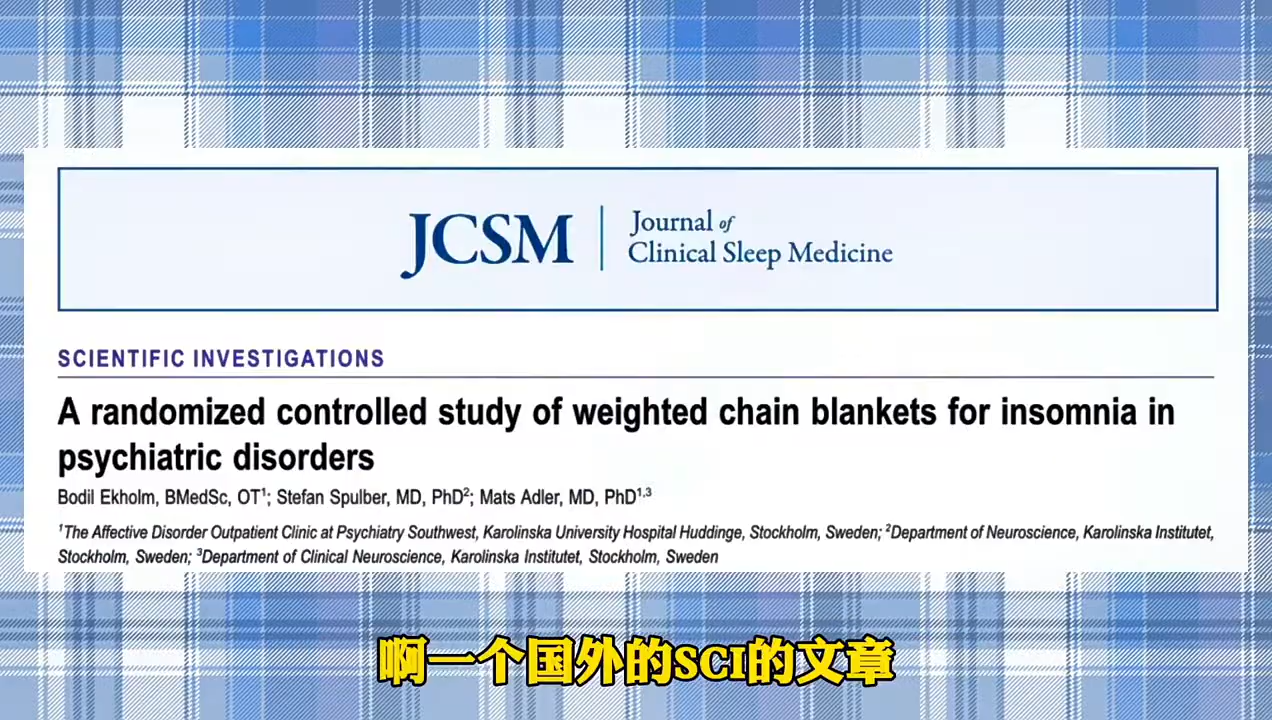 JCSM
Journal of
Clinical Sleep Medicine
SCIENTIFIC INVESTIGATIONS
A randomized controlled study of weighted chain blankets for insomnia in
psychiatric disorders
Bodil Ekholm, BMedSc, OT¹; Stefan Spulber, MD, PhD²; Mats Adler, MD, PhD¹,³
¹The Affective Disorder Outpatient Clinic at Psychiatry Southwest, Karolinska University Hospital Huddinge, Stockholm, Sweden; ²Department of Neuroscience, Karolinska Institutet,
Stockholm, Sweden; ³Department of Clinical Neuroscience, Karolinska Institutet, Stockholm, Sweden
啊一个国外的SCI的文章